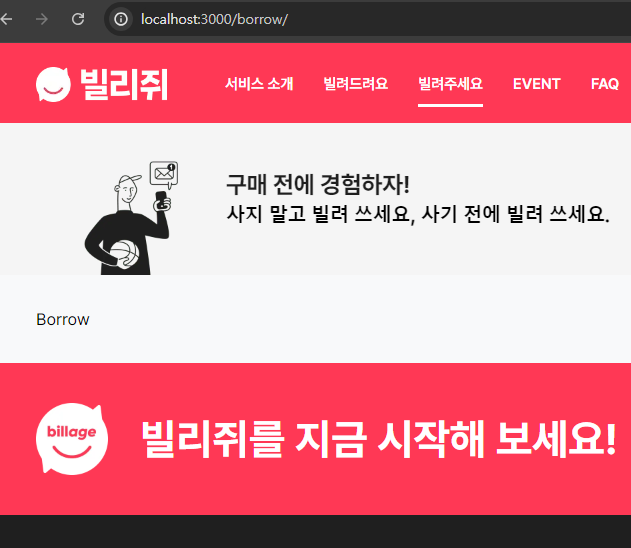 localhost:3000/borrow/
빌리쥐
서비스 소개 빌려드려요 빌려주세요 EVENT FAQ
1
구매 전에 경험하자!
사지 말고 빌려 쓰세요, 사기 전에 빌려 쓰세요.
Borrow
billage
빌리쥐를 지금 시작해 보세요!